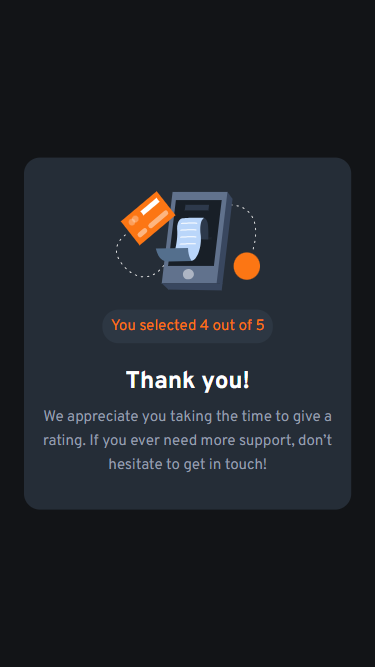 You selected 4 out of 5
Thank you!
We appreciate you taking the time to give a
rating. If you ever need more support, don't
hesitate to get in touch!